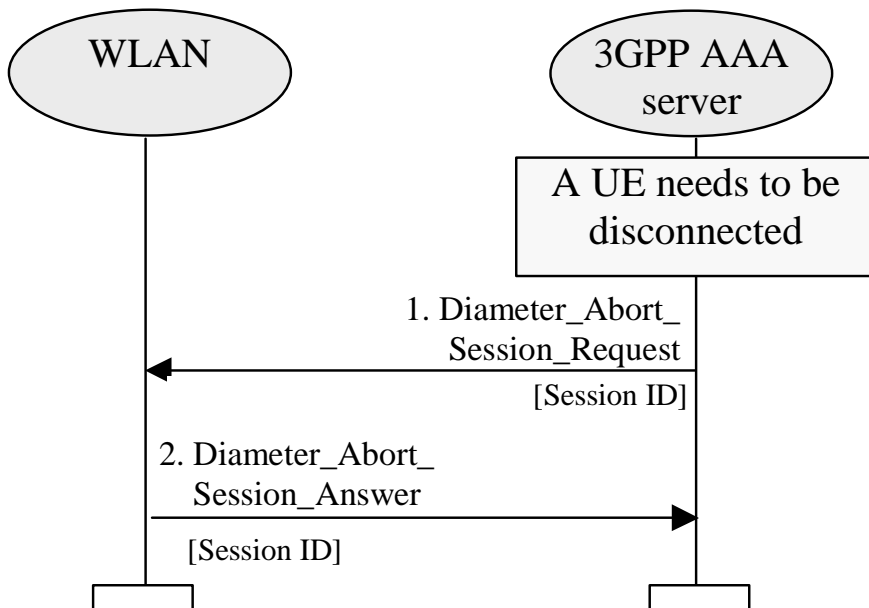 WLAN
3GPP AAA
server
A UE needs to be
disconnected
1. Diameter_Abort_
Session_Request
[Session ID]
2. Diameter_Abort_
Session_Answer
[Session ID]